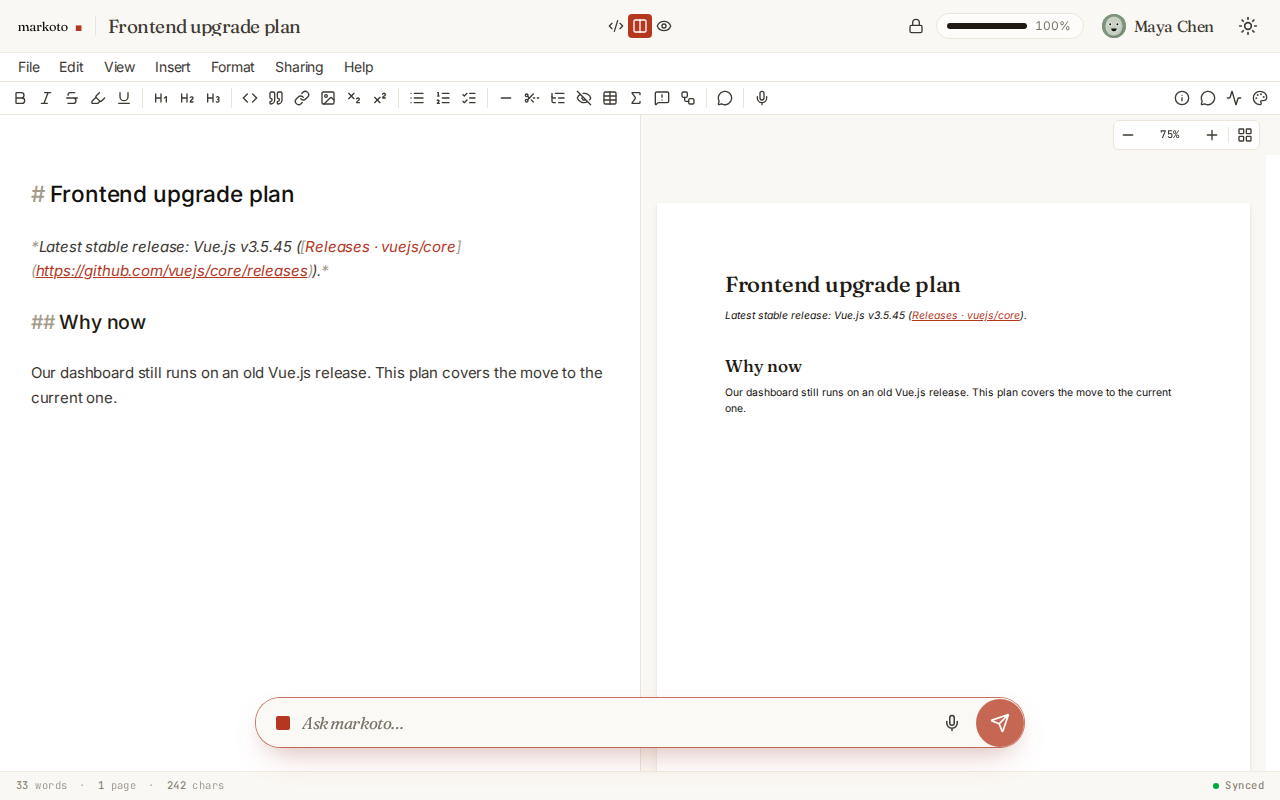 markoto
Frontend upgrade plan
100%
Maya Chen
File Edit View Insert Format Sharing Help
H1 H2 H3
75%
# Frontend upgrade plan
*Latest stable release: Vue.js v3.5.45 ([Releases · vuejs/core]
(https://github.com/vuejs/core/releases)).*
## Why now
Our dashboard still runs on an old Vue.js release. This plan covers the move to the
current one.
Frontend upgrade plan
Latest stable release: Vue.js v3.5.45 (Releases · vuejs/core).
Why now
Our dashboard still runs on an old Vue.js release. This plan covers the move to the current
one.
Ask markoto...
33 words · 1 page · 242 chars
Synced